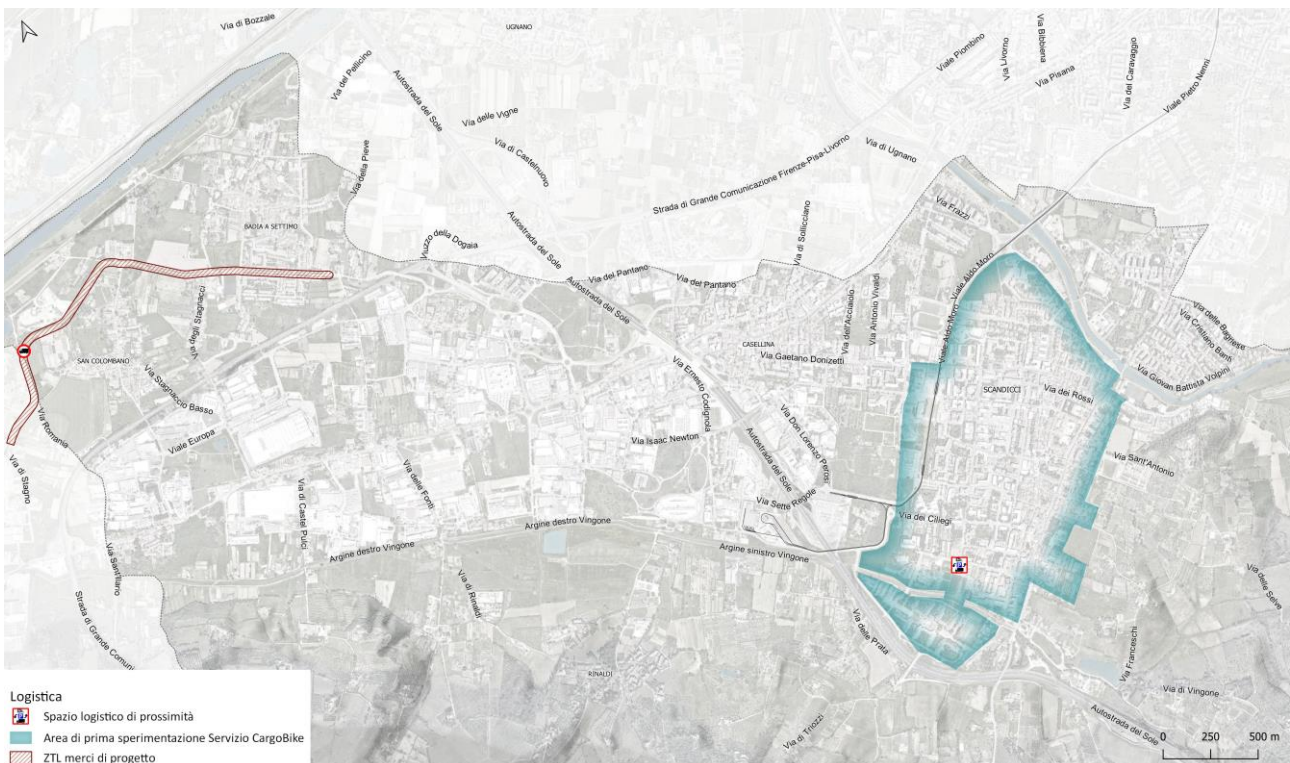 Via di Bozzale
UGNANO
Via del Pellicino
Autostrada del Sole
Via delle Vigne
Via di Castelnuovo
Via della Pieve
Viale Piombino
Via Livorno
Via Bibbiena
Via Pisana
Via del Caravaggio
Viale Pietro Nenni
Via di Ugnano
Strada di Grande Comunicazione Firenze-Pisa-Livorno
Via Frazzi
BADIA A SETTIMO
Viuzzo della Dogaia
Autostrada del Sole
Via di Sollicciano
Via del Pantano
Via del Pantano
Autostrada del Sole
Viale Aldo Moro
Viale Aldo Moro
Via degli Stagnacci
SAN COLOMBANO
Via dell'Acciaiolo
Via Antonio Vivaldi
CASELLINA
Via Gaetano Donizetti
Via delle Bagnese
Via Cristiano Banti
Via Giovan Battista Volpini
SCANDICCI
Via dei Rossi
Via Stagnaccio Basso
Via Romania
Viale Europa
Via Ernesto Codignola
Via Isaac Newton
Via Don Lorenzo Perosi
Autostrada del Sole
Via Sant'Antonio
Via di Stagno
Via di Castel Pulci
Via delle Fonti
Via Sette Regole
Via dei Ciliegi
Argine destro Vingone
Argine destro Vingone
Argine sinistro Vingone
Via Sant'Ilario
Via di Rinaldi
Via delle Prata
Via delle Selve
Strada di Grande Comuni
RINALDI
Via Franceschi
Via di Vingone
Via di Triozzi
Autostrada del Sole
Logistica
Spazio logistico di prossimità
Area di prima sperimentazione Servizio CargoBike
ZTL merci di progetto
0 250 500 m